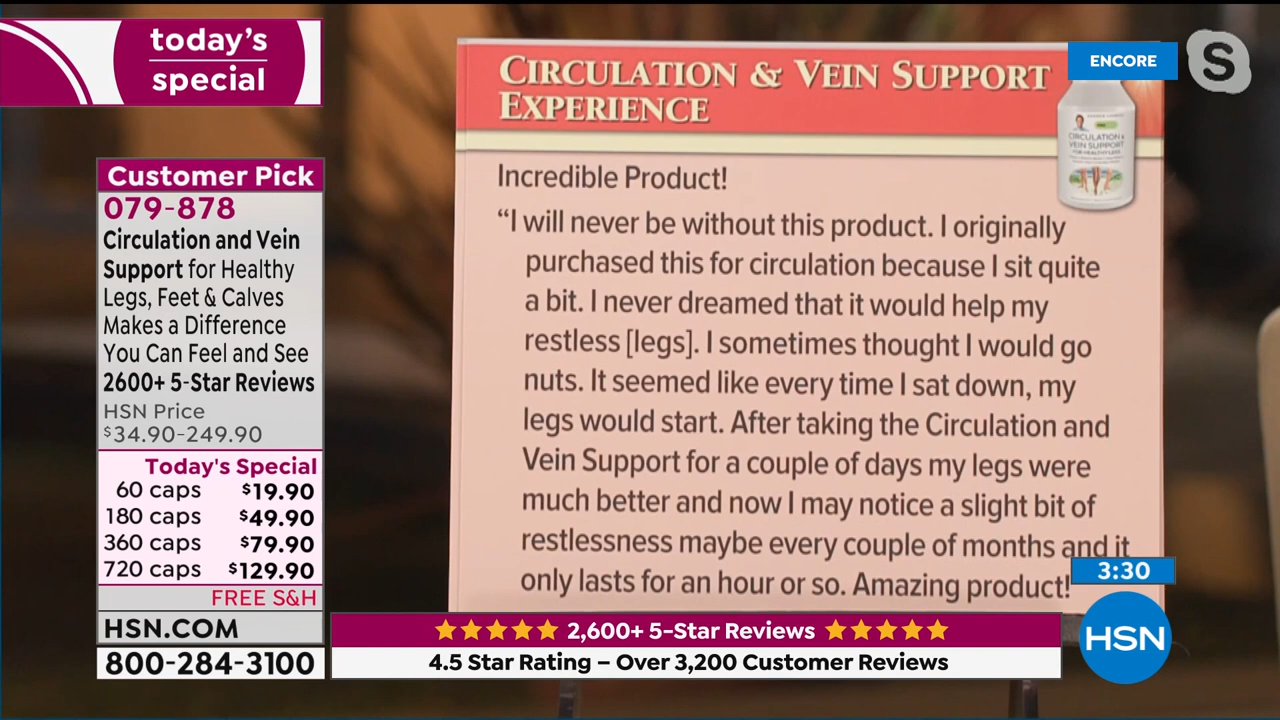 today's
special
Customer Pick
079-878
Circulation and Vein
Support for Healthy
Legs, Feet & Calves
Makes a Difference
You Can Feel and See
2600+ 5-Star Reviews
HSN Price
$34.90-249.90
Today's Special
60 caps $19.90
180 caps $49.90
360 caps $79.90
720 caps $129.90
FREE S&H
HSN.COM
800-284-3100
ENCORE
S
CIRCULATION & VEIN SUPPORT
EXPERIENCE
CIRCULATION &
VEIN SUPPORT
FOR HEALTHY LEGS
Incredible Product!
“I will never be without this product. I originally
purchased this for circulation because I sit quite
a bit. I never dreamed that it would help my
restless [legs]. I sometimes thought I would go
nuts. It seemed like every time I sat down, my
legs would start. After taking the Circulation and
Vein Support for a couple of days my legs were
much better and now I may notice a slight bit of
restlessness maybe every couple of months and it
only lasts for an hour or so. Amazing product!
3:30
HSN
2,600+ 5-Star Reviews
4.5 Star Rating – Over 3,200 Customer Reviews